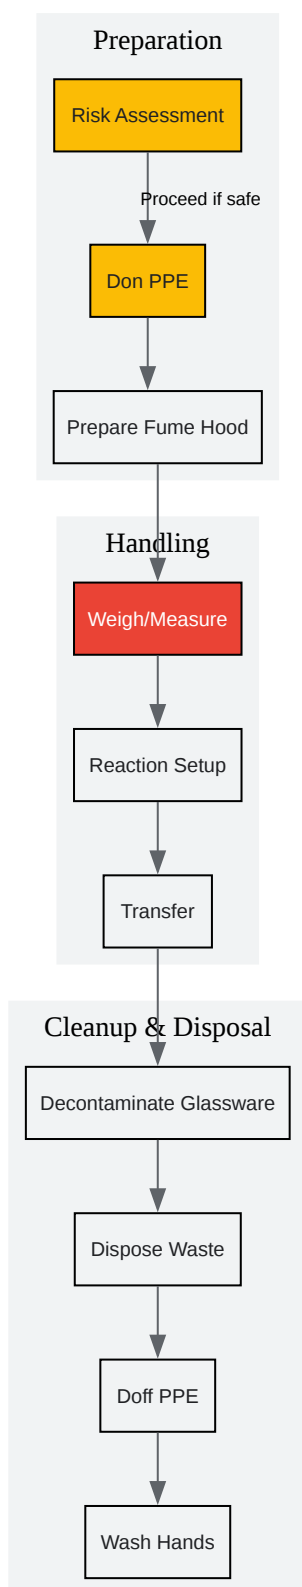 Preparation
Risk Assessment
Proceed if safe
Don PPE
Prepare Fume Hood
Handling
Weigh/Measure
Reaction Setup
Transfer
Cleanup & Disposal
Decontaminate Glassware
Dispose Waste
Doff PPE
Wash Hands